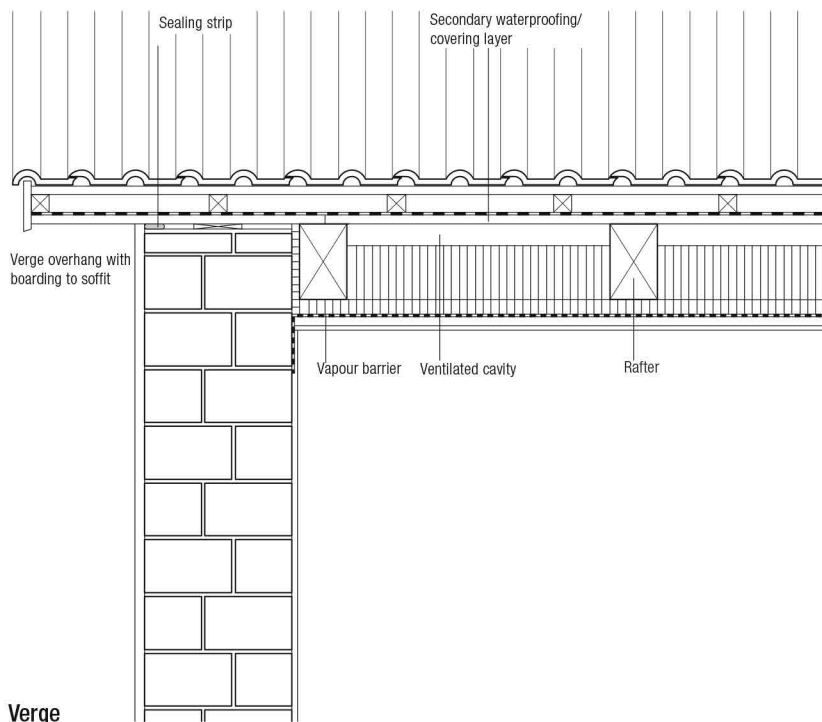 Sealing strip
Secondary waterproofing/
covering layer
Verge overhang with
boarding to soffit
Vapour barrier
Ventilated cavity
Rafter
Verge